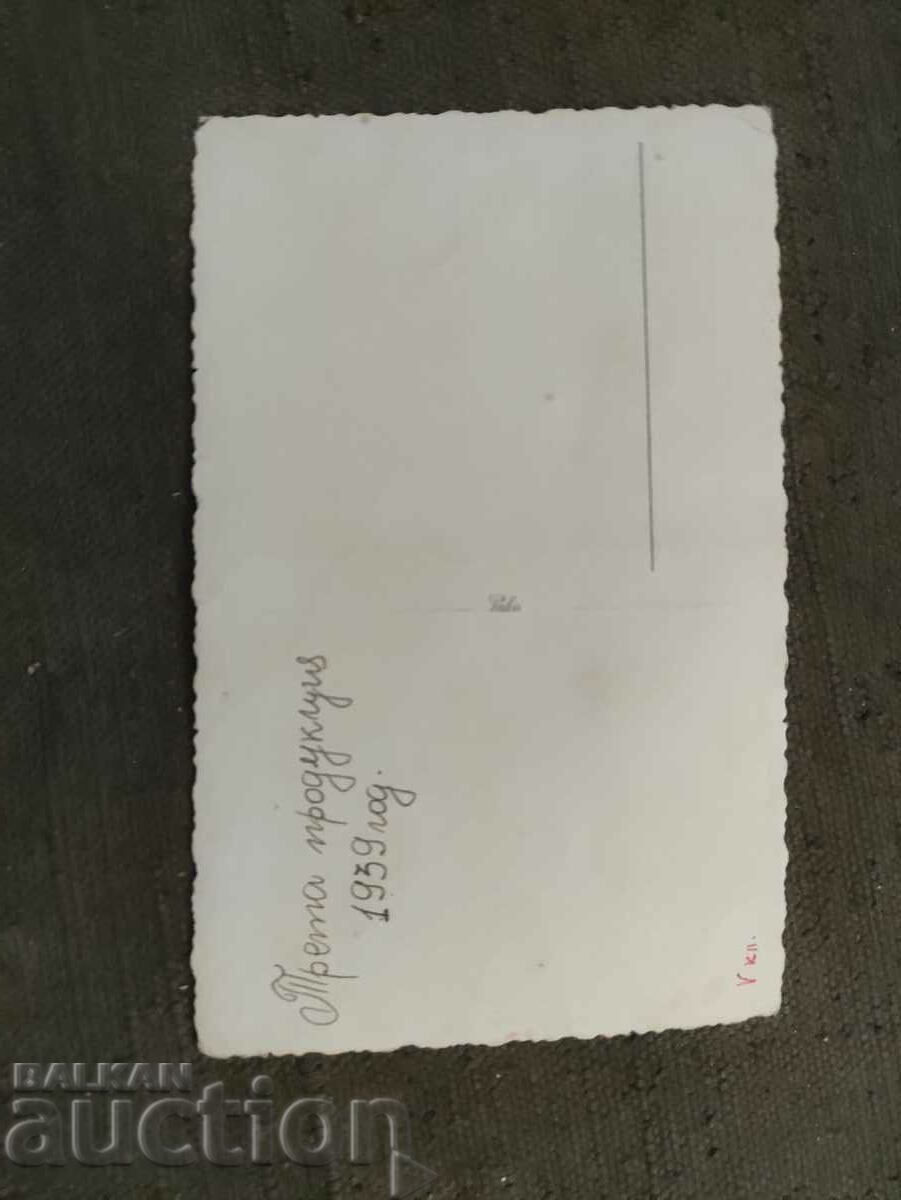 Трета продукция
1939 год.
V кл.
BALKAN
auction